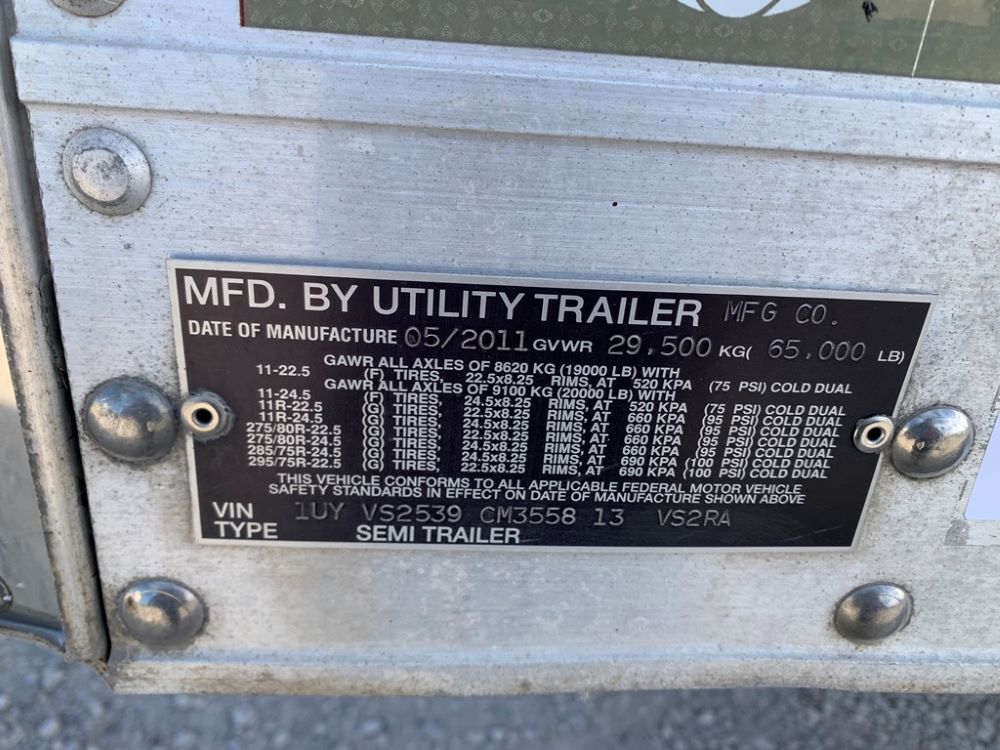 MFD. BY UTILITY TRAILER MFG CO.
DATE OF MANUFACTURE 05/2011 GVWR 29,500 KG( 65,000 LB)
GAWR ALL AXLES OF 8620 KG (19000 LB) WITH
11-22.5 (F) TIRES, 22.5x8.25 RIMS, AT 520 KPA (75 PSI) COLD DUAL
GAWR ALL AXLES OF 9100 KG (20000 LB) WITH
11-24.5 (F) TIRES, 24.5x8.25 RIMS, AT 520 KPA (75 PSI) COLD DUAL
11R-22.5 (G) TIRES, 22.5x8.25 RIMS, AT 660 KPA (95 PSI) COLD DUAL
11R-24.5 (G) TIRES, 24.5x8.25 RIMS, AT 660 KPA (95 PSI) COLD DUAL
275/80R-22.5 (G) TIRES, 22.5x8.25 RIMS, AT 660 KPA (95 PSI) COLD DUAL
275/80R-24.5 (G) TIRES, 24.5x8.25 RIMS, AT 660 KPA (95 PSI) COLD DUAL
285/75R-24.5 (G) TIRES, 24.5x8.25 RIMS, AT 690 KPA (100 PSI) COLD DUAL
295/75R-22.5 (G) TIRES, 22.5x8.25 RIMS, AT 690 KPA (100 PSI) COLD DUAL
THIS VEHICLE CONFORMS TO ALL APPLICABLE FEDERAL MOTOR VEHICLE
SAFETY STANDARDS IN EFFECT ON DATE OF MANUFACTURE SHOWN ABOVE
VIN 1UY VS2539 CM3558 13 VS2RA
TYPE SEMI TRAILER